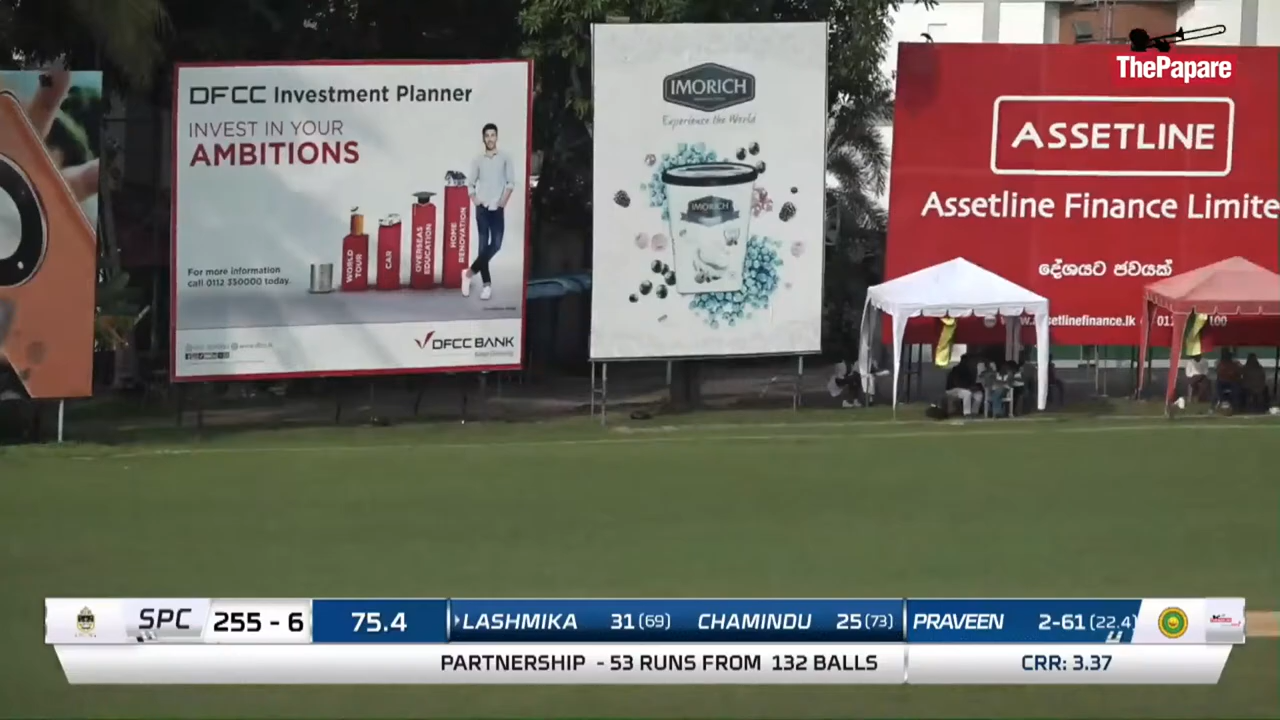 ThePapare
DFCC Investment Planner
INVEST IN YOUR
AMBITIONS
WORLD TOUR
CAR
OVERSEAS EDUCATION
HOME RENOVATION
For more information
call 0112 350000 today.
DFCC BANK
IMORICH
Experience the World
IMORICH
ASSETLINE
Assetline Finance Limite
දේශයට ජවයක්
SPC 255 - 6 75.4 LASHMIKA 31 (69) CHAMINDU 25 (73) PRAVEEN 2-61 (22.4)
PARTNERSHIP - 53 RUNS FROM 132 BALLS CRR: 3.37